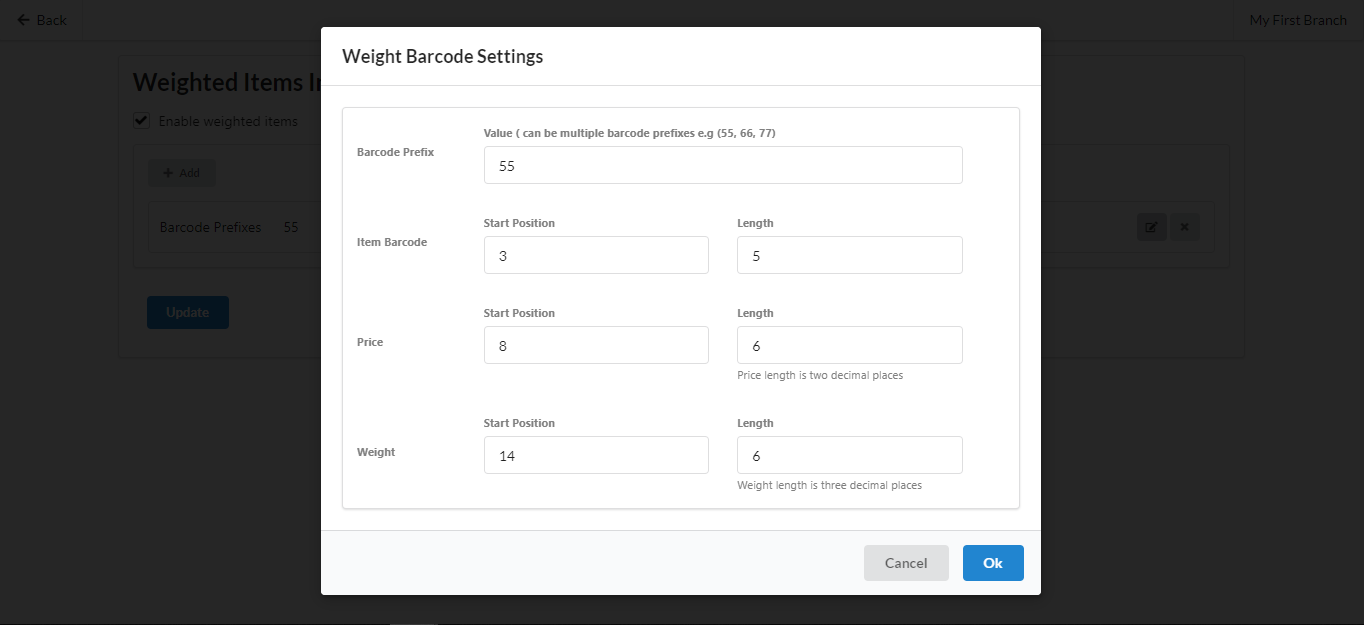 Back
My First Branch
Weight Barcode Settings
Weighted Items
Enable weighted items
Value ( can be multiple barcode prefixes e.g (55, 66, 77)
Barcode Prefix
55
Add
Barcode Prefixes 55
Start Position Length
Item Barcode
3 5
Update
Start Position Length
Price
8 6
Price length is two decimal places
Start Position Length
Weight
14 6
Weight length is three decimal places
Cancel Ok